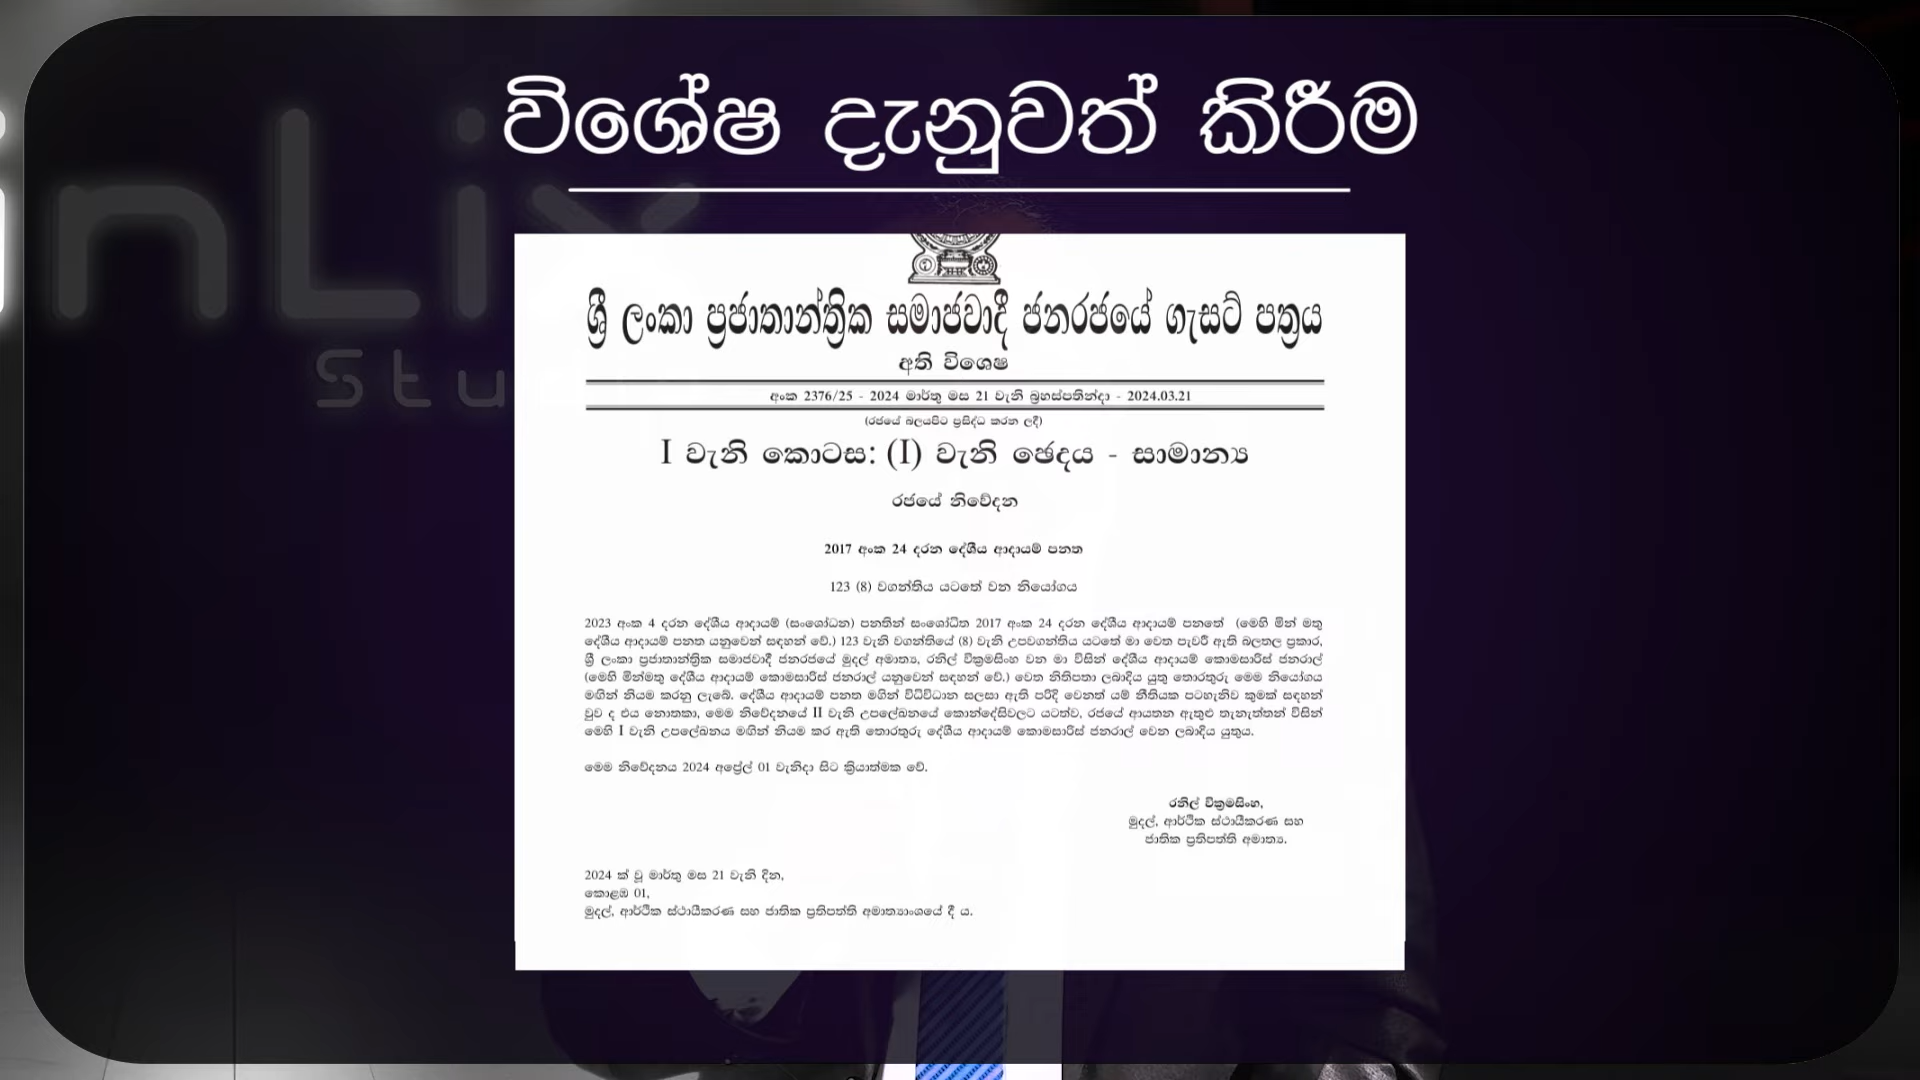 විශේෂ දැනුවත් කිරීම
inLiv
Stu
ශ්‍රී ලංකා ප්‍රජාතාන්ත්‍රික සමාජවාදී ජනරජයේ ගැසට් පත්‍රය
අති විශෙෂ
අංක 2376/25 - 2024 මාර්තු මස 21 වැනි බ්‍රහස්පතින්දා - 2024.03.21
(රජයේ බලයපිට ප්‍රසිද්ධ කරන ලදී)
I වැනි කොටස: (I) වැනි ඡෙදය - සාමාන්‍ය
රජයේ නිවේදන
2017 අංක 24 දරන දේශීය ආදායම් පනත
123 (8) වගන්තිය යටතේ වන නියෝගය
2023 අංක 4 දරන දේශීය ආදායම් (සංශෝධන) පනතින් සංශෝධිත 2017 අංක 24 දරන දේශීය ආදායම් පනතේ (මෙහි මින් මතු
දේශීය ආදායම් පනත යනුවෙන් සඳහන් වේ.) 123 වැනි වගන්තියේ (8) වැනි උපවගන්තිය යටතේ මා වෙත පැවරී ඇති බලතල ප්‍රකාර,
ශ්‍රී ලංකා ප්‍රජාතාන්ත්‍රික සමාජවාදී ජනරජයේ මුදල් අමාත්‍ය, රනිල් වික්‍රමසිංහ වන මා විසින් දේශීය ආදායම් කොමසාරිස් ජනරාල්
(මෙහි මින්මතු දේශීය ආදායම් කොමසාරිස් ජනරාල් යනුවෙන් සඳහන් වේ.) වෙත නිතිපතා ලබාදිය යුතු තොරතුරු මෙම නියෝගය
මගින් නියම කරනු ලැබේ. දේශීය ආදායම් පනත මගින් විධිවිධාන සලසා ඇති පරිදි වෙනත් යම් නීතියක පටහැනිව කුමක් සඳහන්
වුව ද එය නොතකා, මෙම නිවේදනයේ II වැනි උපලේඛනයේ කොන්දේසිවලට යටත්ව, රජයේ ආයතන ඇතුළු තැනැත්තන් විසින්
මෙහි I වැනි උපලේඛනය මඟින් නියම කර ඇති තොරතුරු දේශීය ආදායම් කොමසාරිස් ජනරාල් වෙත ලබාදිය යුතුය.
මෙම නිවේදනය 2024 අප්‍රේල් 01 වැනිදා සිට ක්‍රියාත්මක වේ.
රනිල් වික්‍රමසිංහ,
මුදල්, ආර්ථික ස්ථායීකරණ සහ
ජාතික ප්‍රතිපත්ති අමාත්‍ය.
2024 ක් වූ මාර්තු මස 21 වැනි දින,
කොළඹ 01,
මුදල්, ආර්ථික ස්ථායීකරණ සහ ජාතික ප්‍රතිපත්ති අමාත්‍යාංශයේ දී ය.